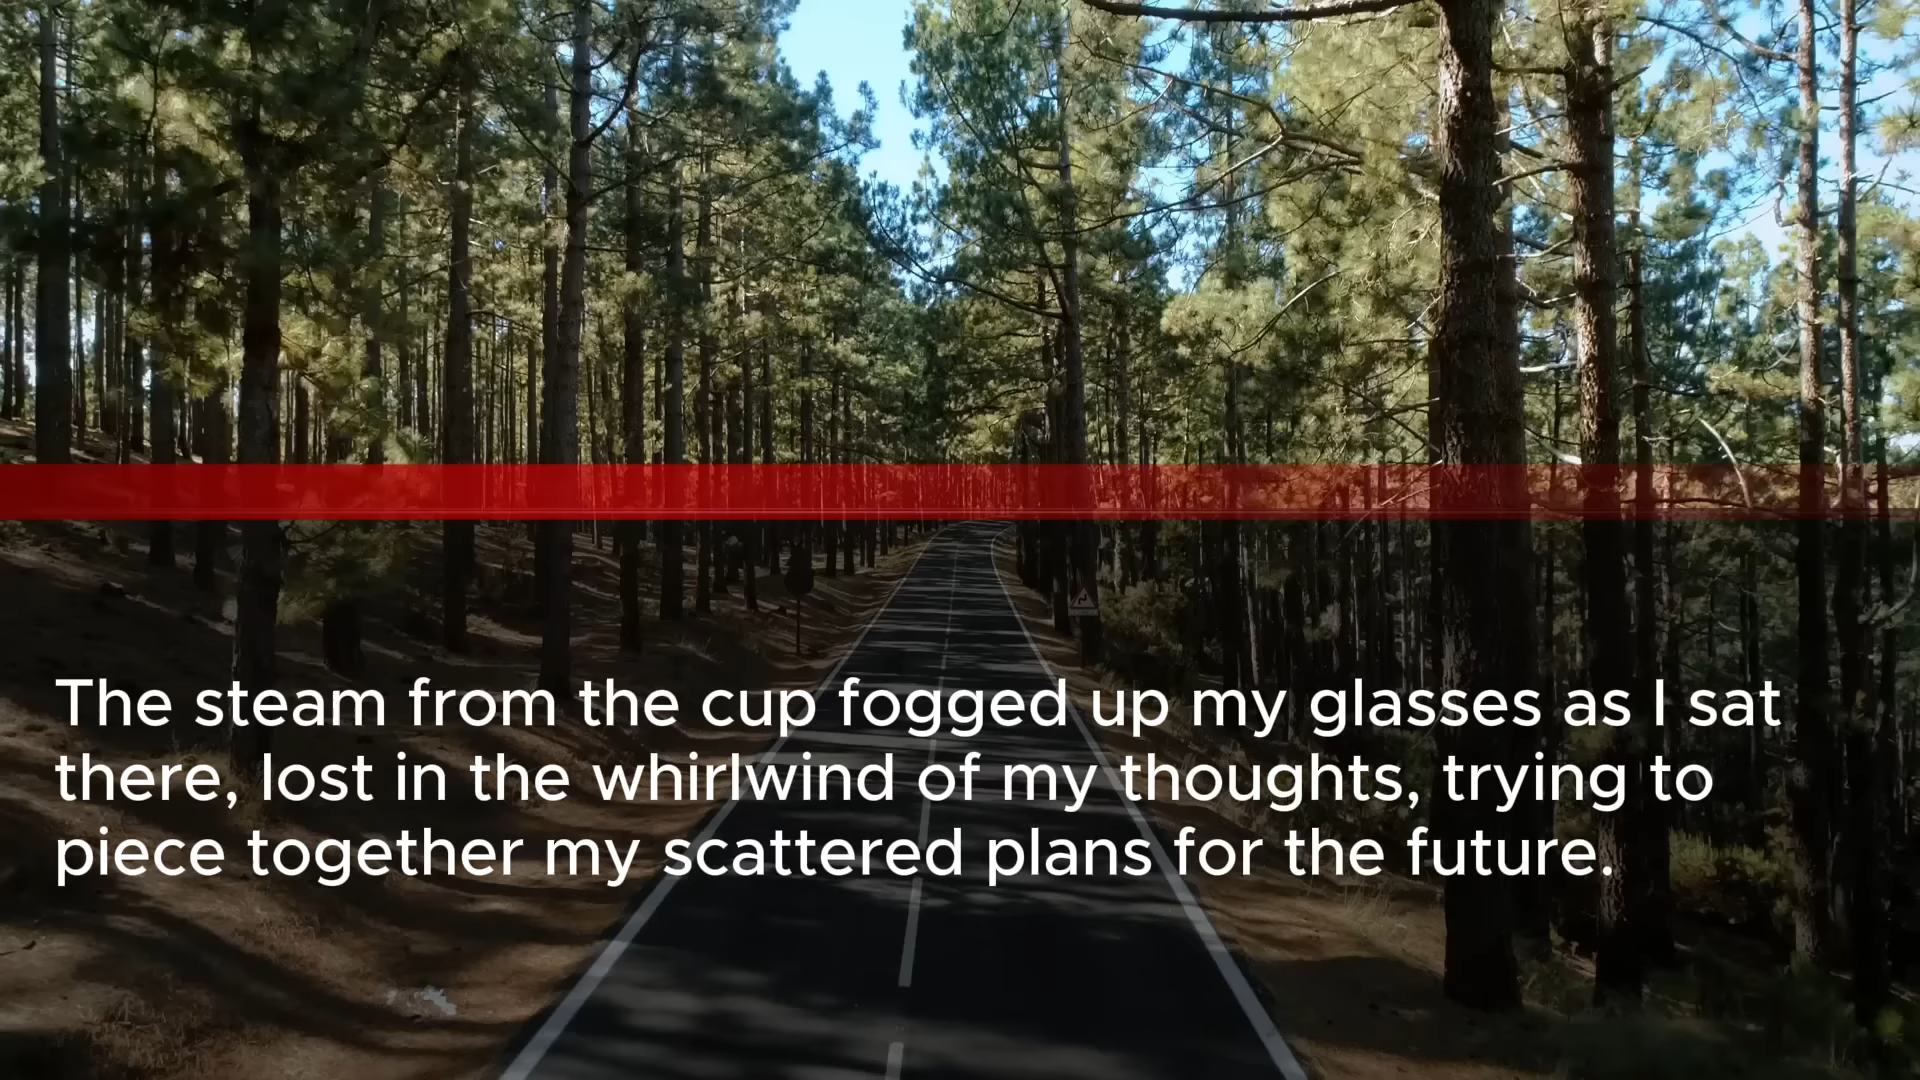 The steam from the cup fogged up my glasses as I sat
there, lost in the whirlwind of my thoughts, trying to
piece together my scattered plans for the future.